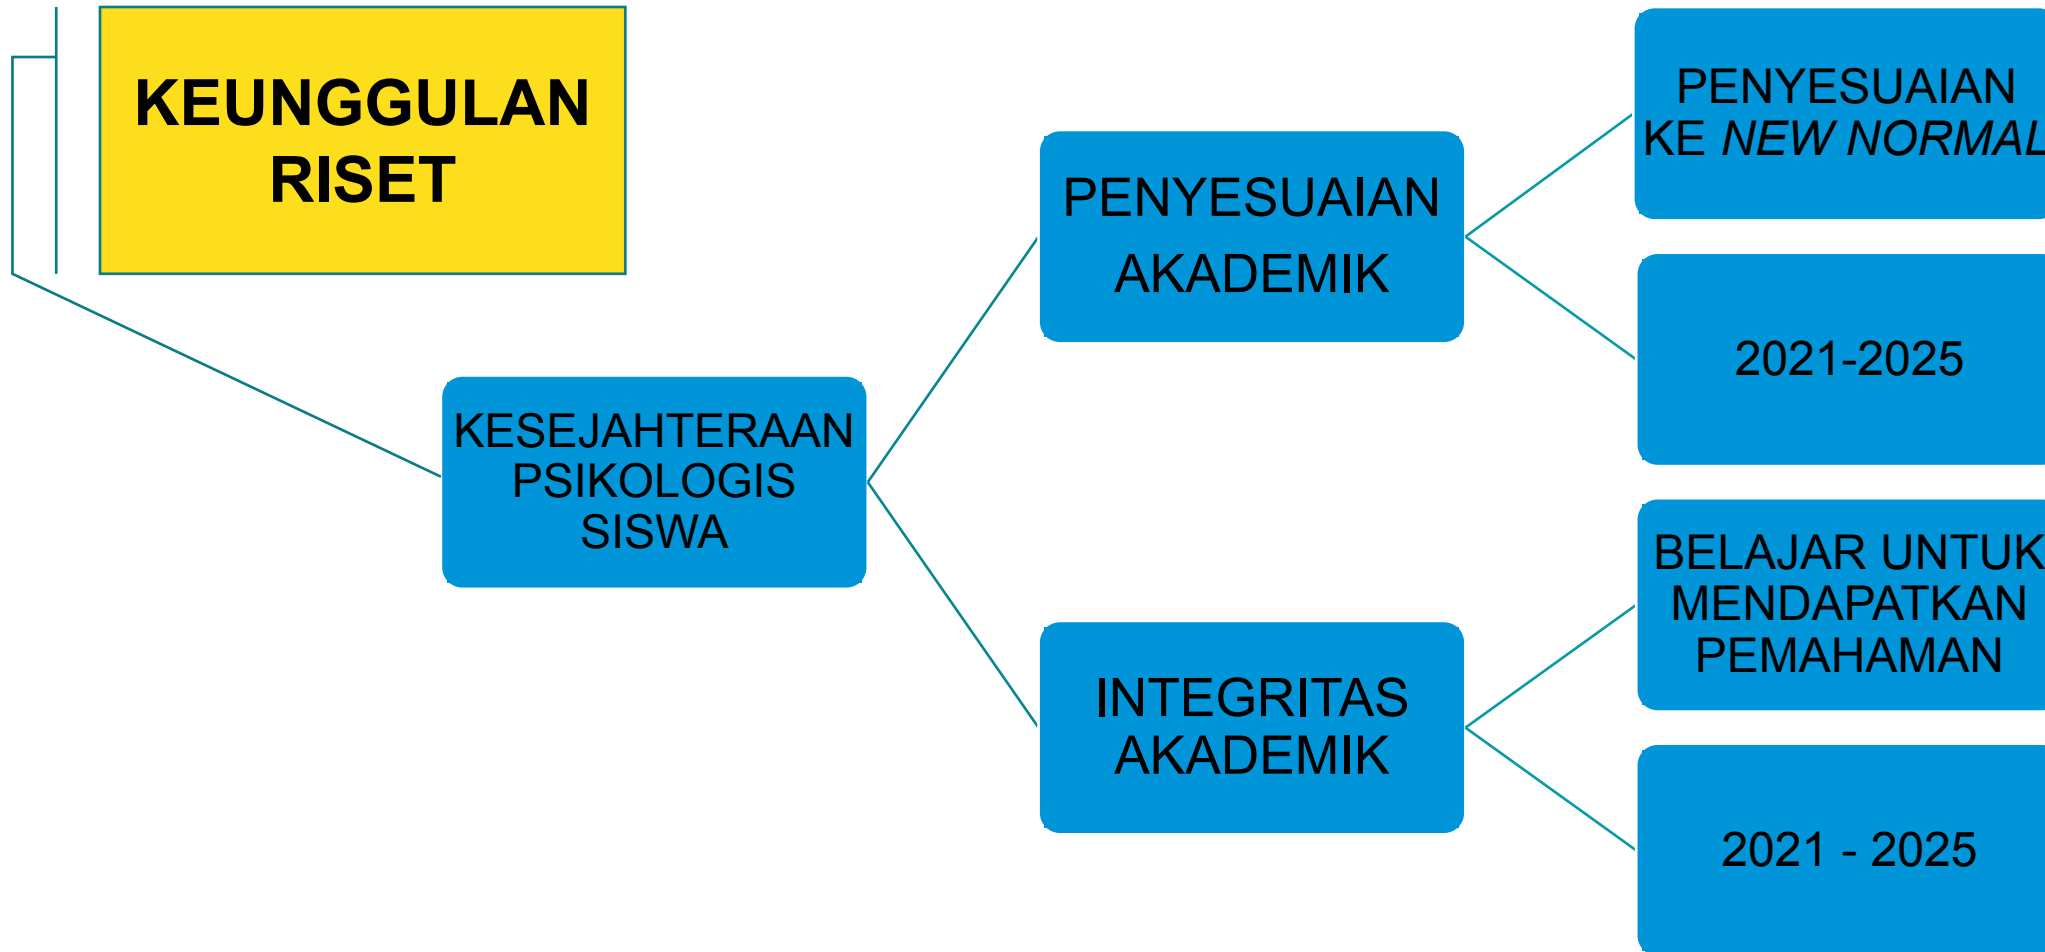 KEUNGGULAN
RISET
KESEJAHTERAAN
PSIKOLOGIS
SISWA
PENYESUAIAN
AKADEMIK
INTEGRITAS
AKADEMIK
PENYESUAIAN
KE NEW NORMAL
2021-2025
BELAJAR UNTUK
MENDAPATKAN
PEMAHAMAN
2021 - 2025